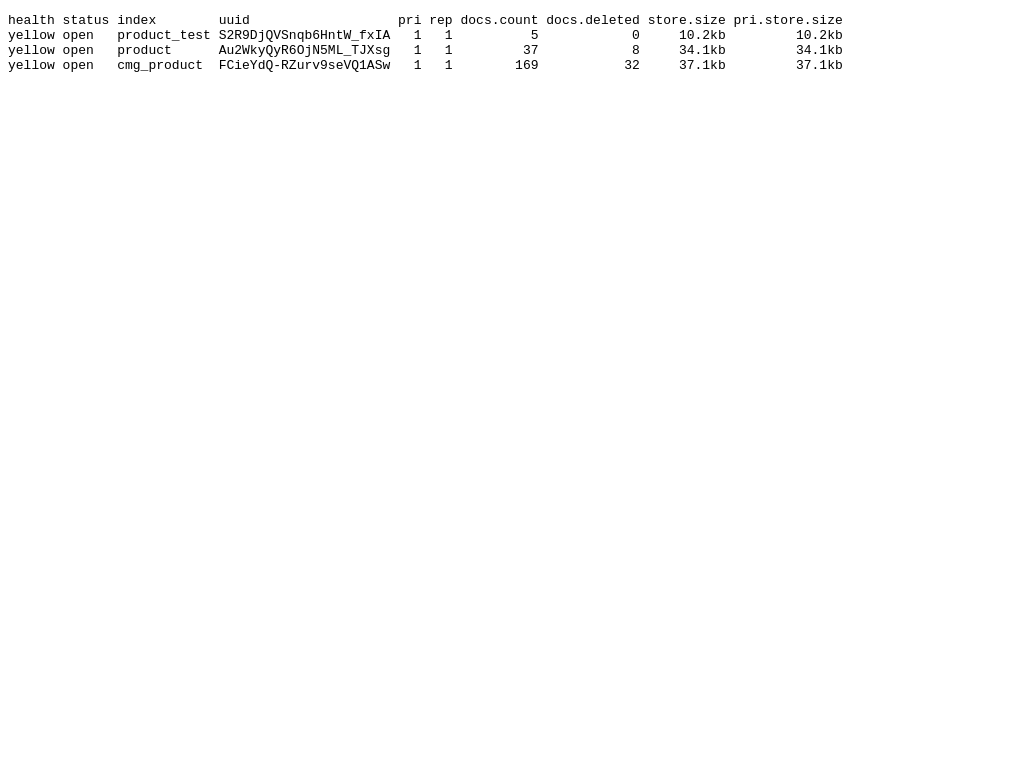 health status index        uuid                   pri rep docs.count docs.deleted store.size pri.store.size
yellow open   product_test S2R9DjQVSnqb6HntW_fxIA   1   1          5            0     10.2kb         10.2kb
yellow open   product      Au2WkyQyR6OjN5ML_TJXsg   1   1         37            8     34.1kb         34.1kb
yellow open   cmg_product  FCieYdQ-RZurv9seVQ1ASw   1   1        169           32     37.1kb         37.1kb